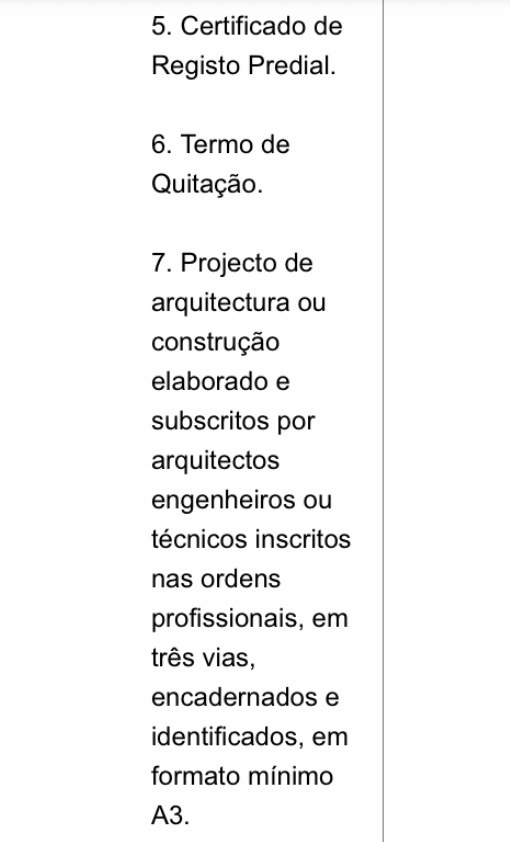 5. Certificado de
Registo Predial.
6. Termo de
Quitação.
7. Projecto de
arquitectura ou
construção
elaborado e
subscritos por
arquitectos
engenheiros ou
técnicos inscritos
nas ordens
profissionais, em
três vias,
encadernados e
identificados, em
formato mínimo
A3.